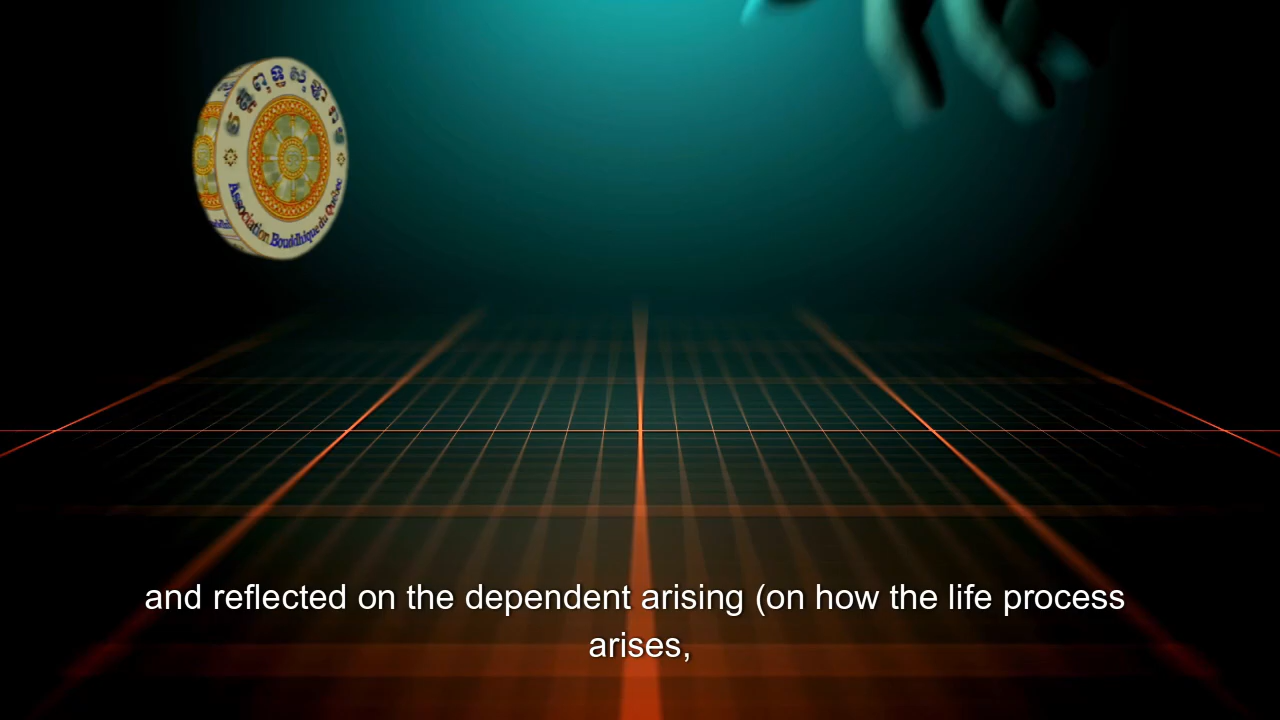 Association Bouddhique du Québec
and reflected on the dependent arising (on how the life process
arises,